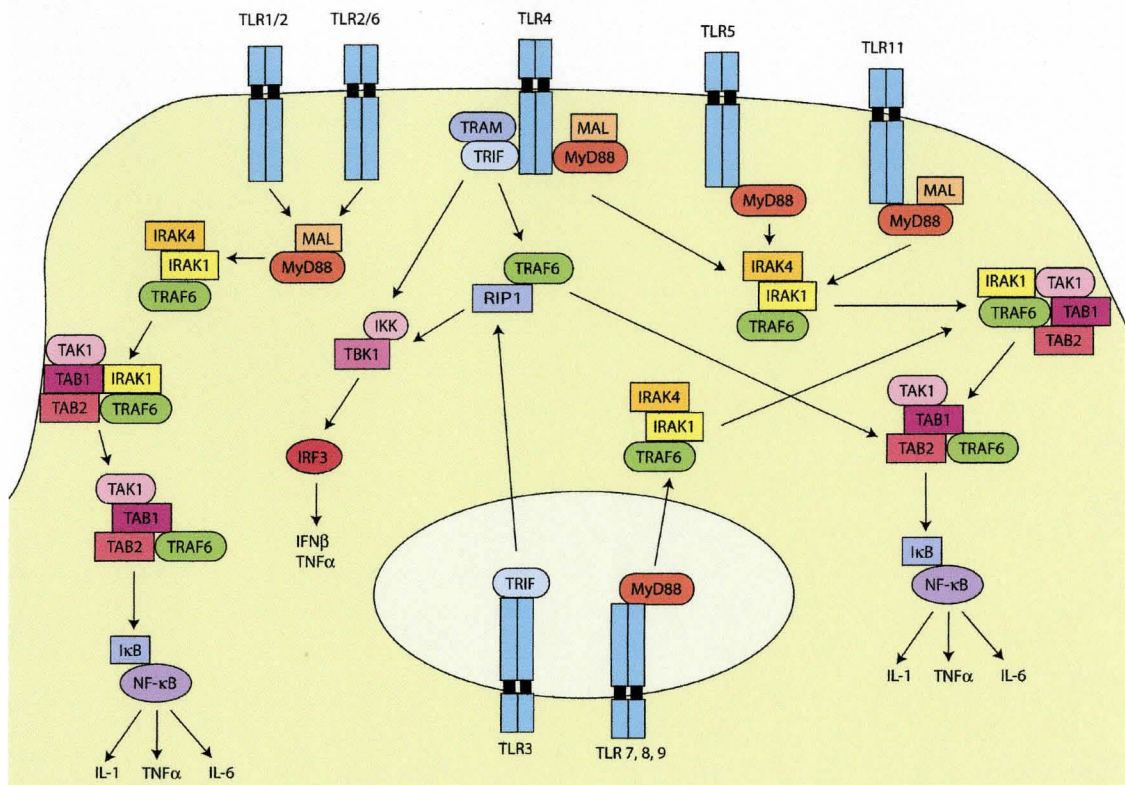 TLR1/2
TLR2/6
TLR4
TLR5
TLR11
TRAM
TRIF
MAL
MyD88
MyD88
MAL
MyD88
IRAK4
IRAK1
TRAF6
MAL
MyD88
TRAF6
RIP1
IRAK4
IRAK1
TRAF6
IRAK1
TAK1
TRAF6
TAB1
TAB2
IKK
TBK1
TAK1
TAB1
IRAK1
TAB2
TRAF6
IRAK4
IRAK1
TRAF6
TAK1
TAB1
TAB2
TRAF6
IRF3
TAK1
TAB1
TAB2
TRAF6
IFNβ
TNFα
TRIF
MyD88
IκB
NF-κB
IL-1
TNFα
IL-6
IκB
NF-κB
IL-1
TNFα
IL-6
TLR3
TLR 7, 8, 9